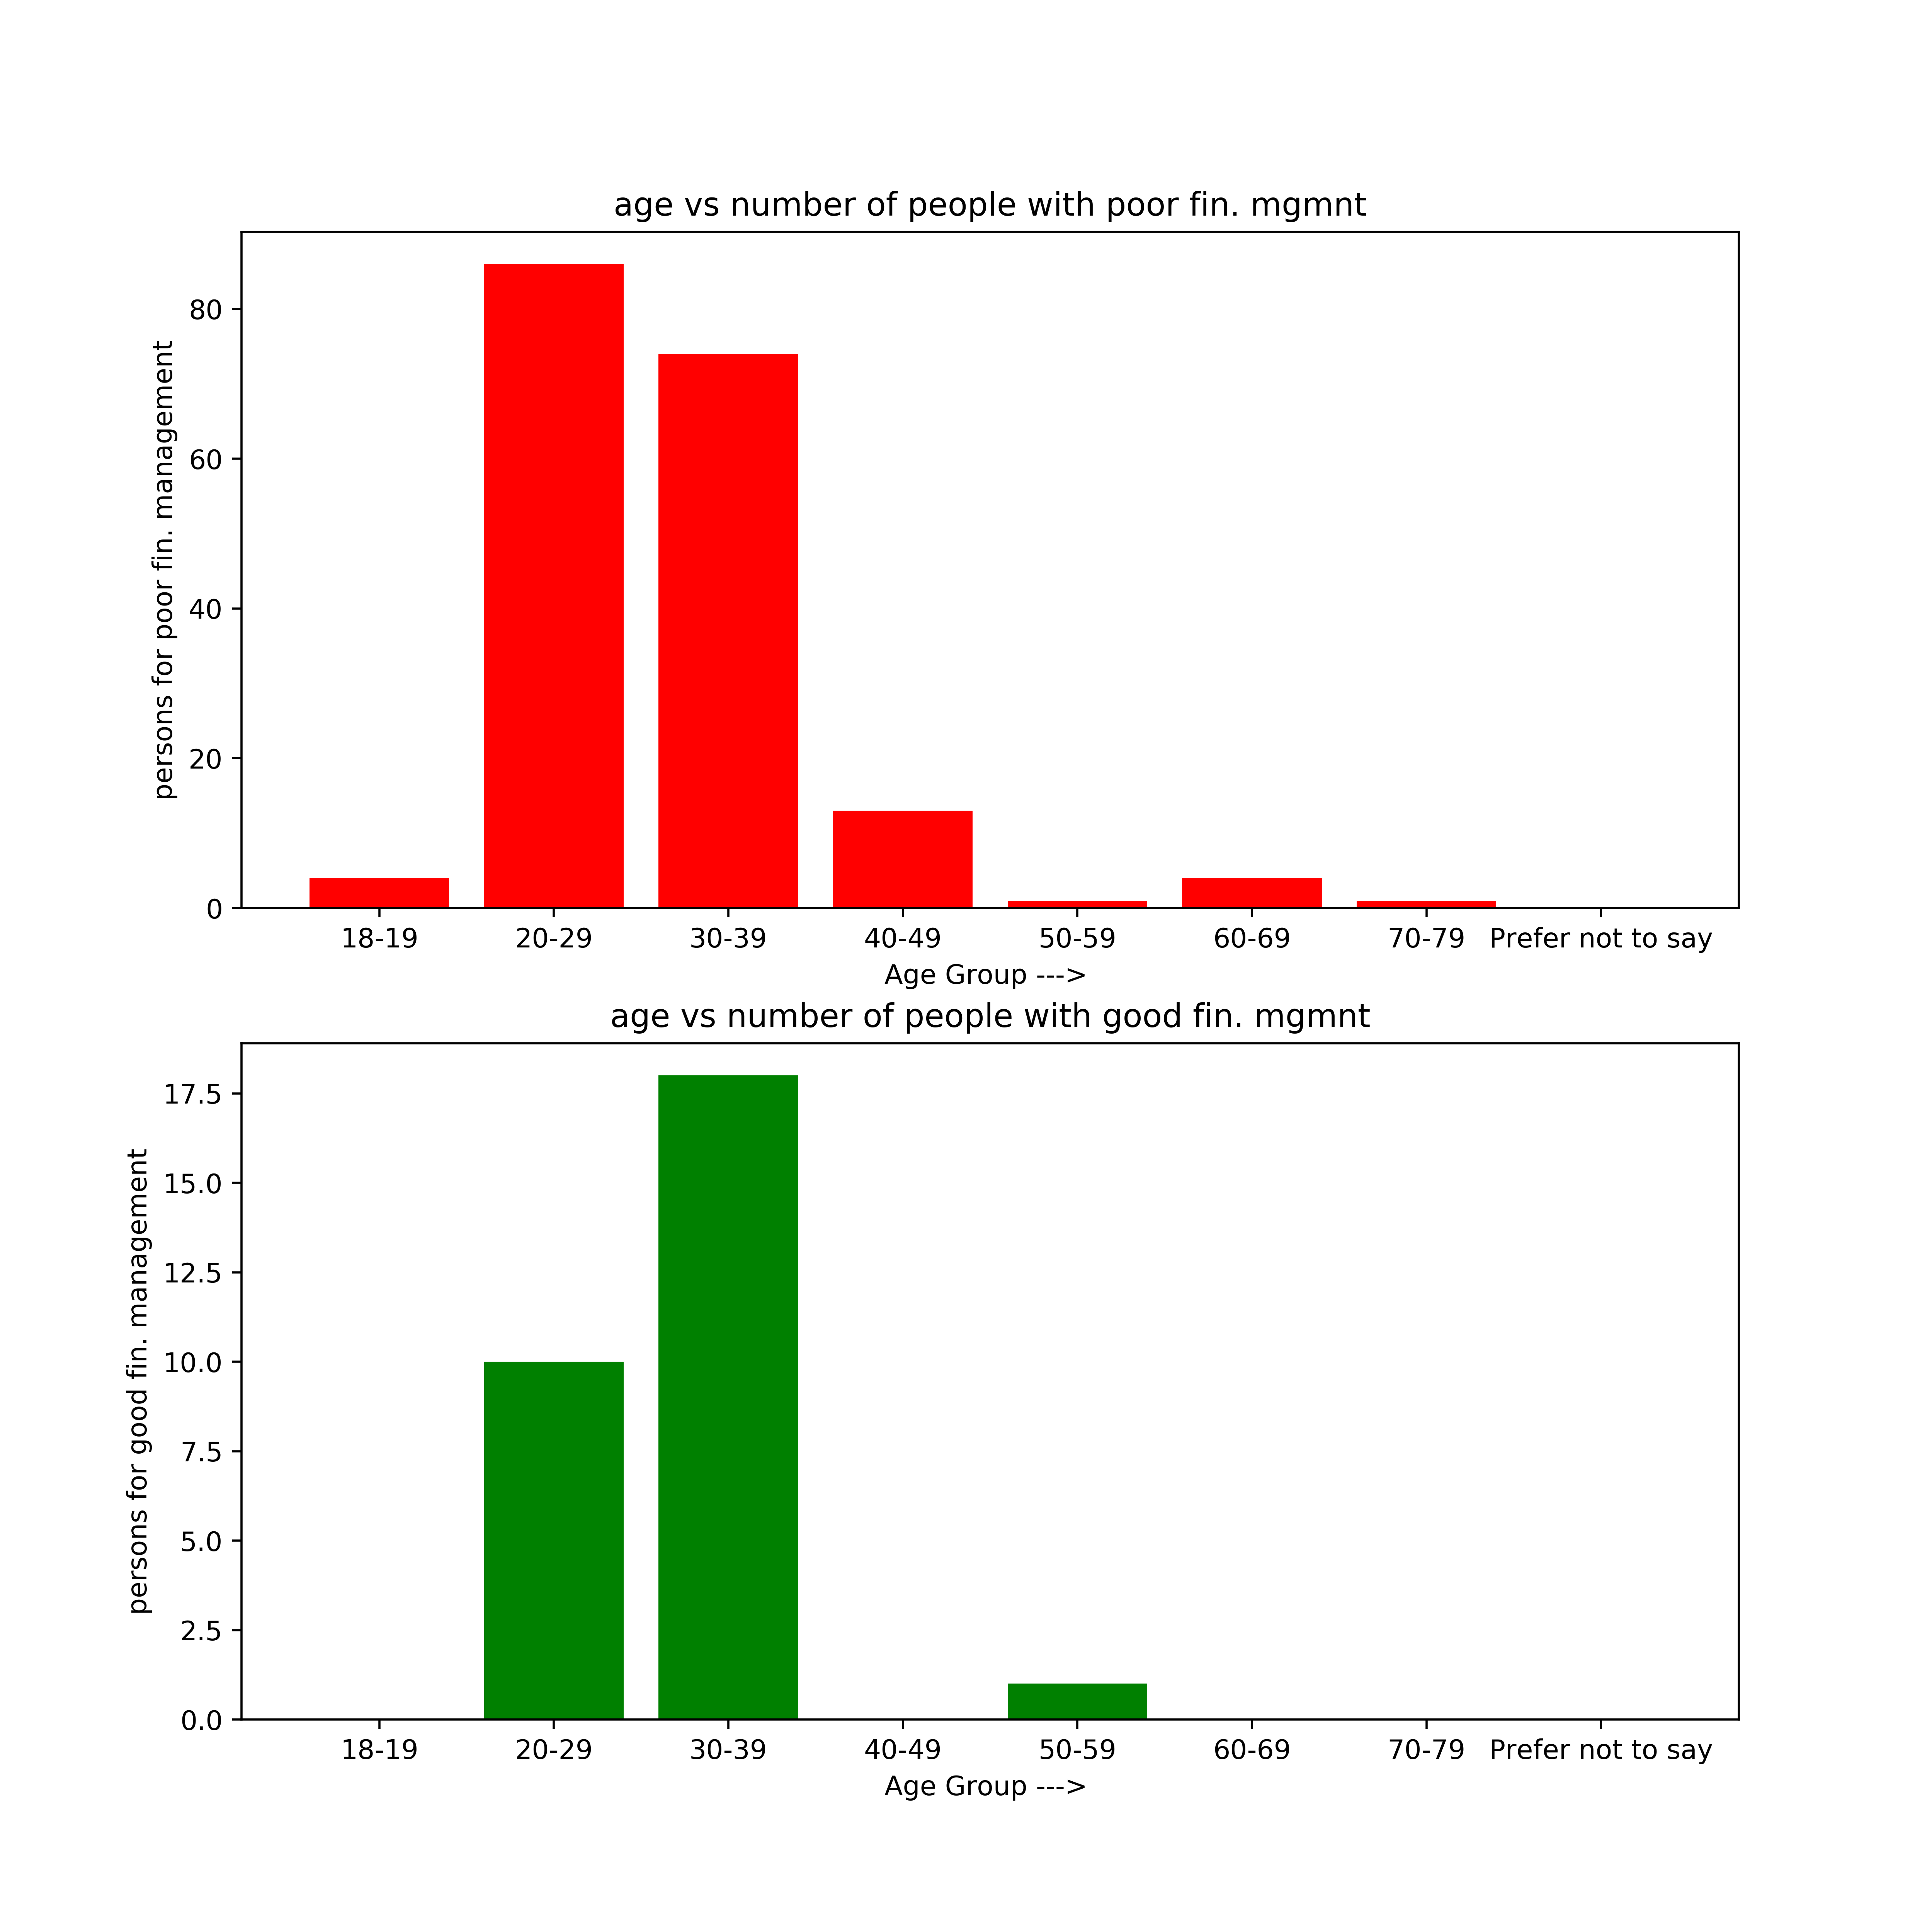 age vs number of people with poor fin. mgmnt
persons for poor fin. management
80
60
40
20
0
18-19 20-29 30-39 40-49 50-59 60-69 70-79 Prefer not to say
Age Group --->
age vs number of people with good fin. mgmnt
persons for good fin. management
17.5
15.0
12.5
10.0
7.5
5.0
2.5
0.0
18-19 20-29 30-39 40-49 50-59 60-69 70-79 Prefer not to say
Age Group --->